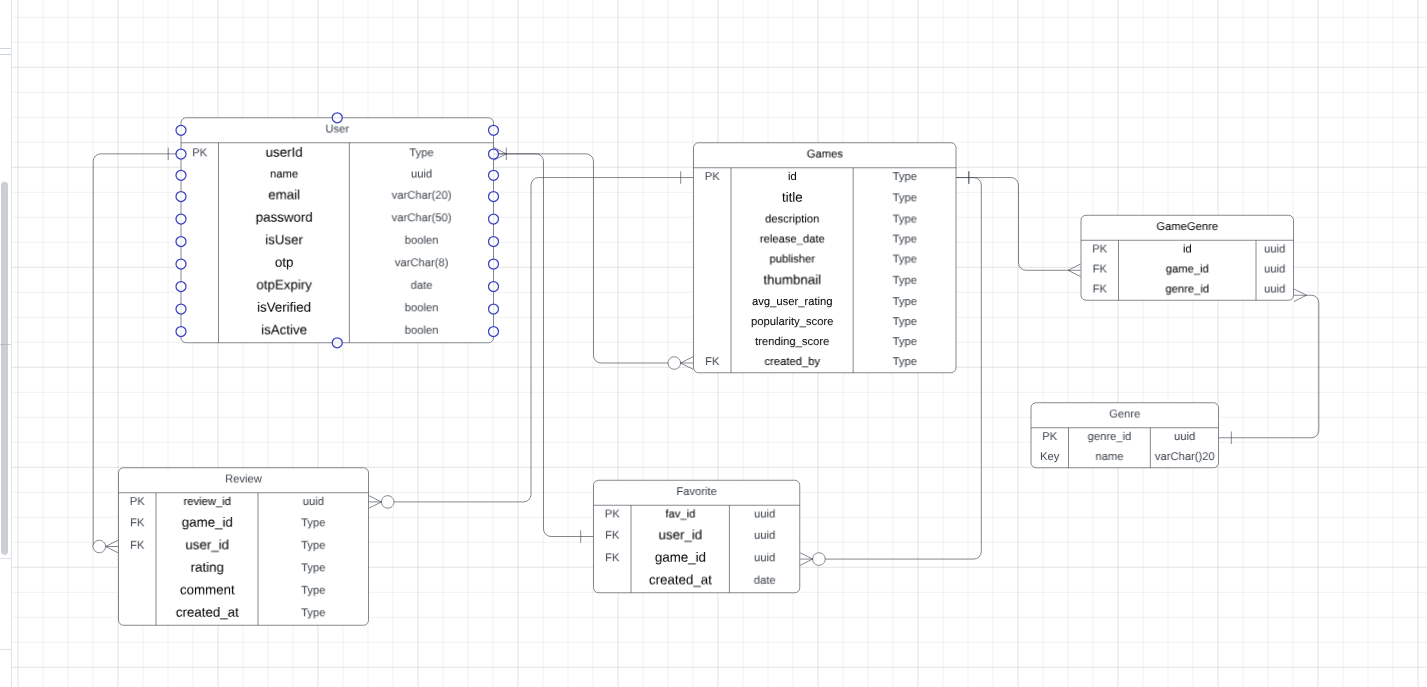 User
PK userId Type
name uuid
email varChar(20)
password varChar(50)
isUser boolen
otp varChar(8)
otpExpiry date
isVerified boolen
isActive boolen
Games
PK id Type
title Type
description Type
release_date Type
publisher Type
thumbnail Type
avg_user_rating Type
popularity_score Type
trending_score Type
FK created_by Type
GameGenre
PK id uuid
FK game_id uuid
FK genre_id uuid
Genre
PK genre_id uuid
Key name varChar()20
Review
PK review_id uuid
FK game_id Type
FK user_id Type
rating Type
comment Type
created_at Type
Favorite
PK fav_id uuid
FK user_id uuid
FK game_id uuid
created_at date